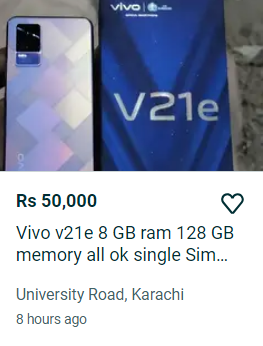 vivo
V21e
Rs 50,000
Vivo v21e 8 GB ram 128 GB
memory all ok single Sim...
University Road, Karachi
8 hours ago